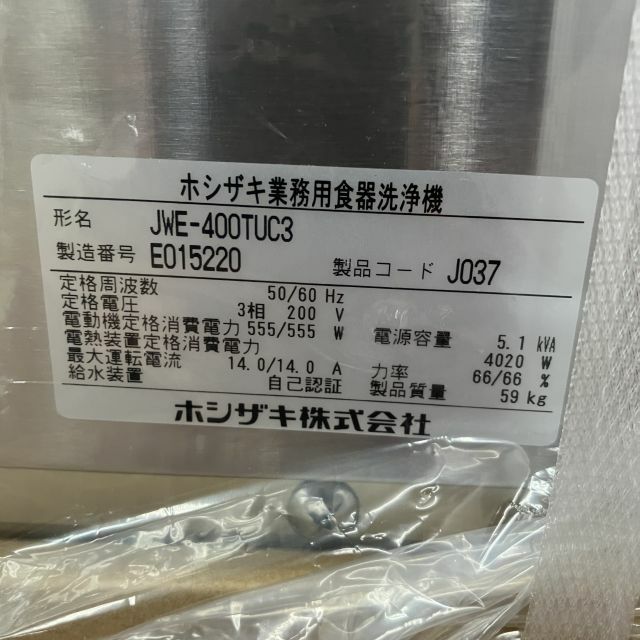 ホシザキ業務用食器洗浄機
形名 JWE-400TUC3
製造番号 E015220 製品コード J037
定格周波数 50/60 Hz
定格電圧 3相 200 V
電動機定格消費電力 555/555 W 電源容量 5.1 kVA
電熱装置定格消費電力 4020 W
最大運転電流 14.0/14.0 A 力率 66/66 %
給水装置 自己認証 製品質量 59 kg
ホシザキ株式会社